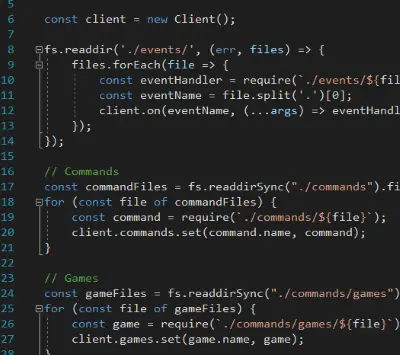 5
6 const client = new Client();
7
8 fs.readdir('./events/', (err, files) => {
9 files.forEach(file => {
10 const eventHandler = require(`./events/${fil
11 const eventName = file.split('.')[0];
12 client.on(eventName, (...args) => eventHandl
13 });
14 });
15
16 // Commands
17 const commandFiles = fs.readdirSync("./commands").fi
18 for (const file of commandFiles) {
19 const command = require(`./commands/${file}`);
20 client.commands.set(command.name, command);
21 }
22
23 // Games
24 const gameFiles = fs.readdirSync("./commands/games")
25 for (const file of gameFiles) {
26 const game = require(`./commands/games/${file}`)
27 client.games.set(game.name, game);
28 }